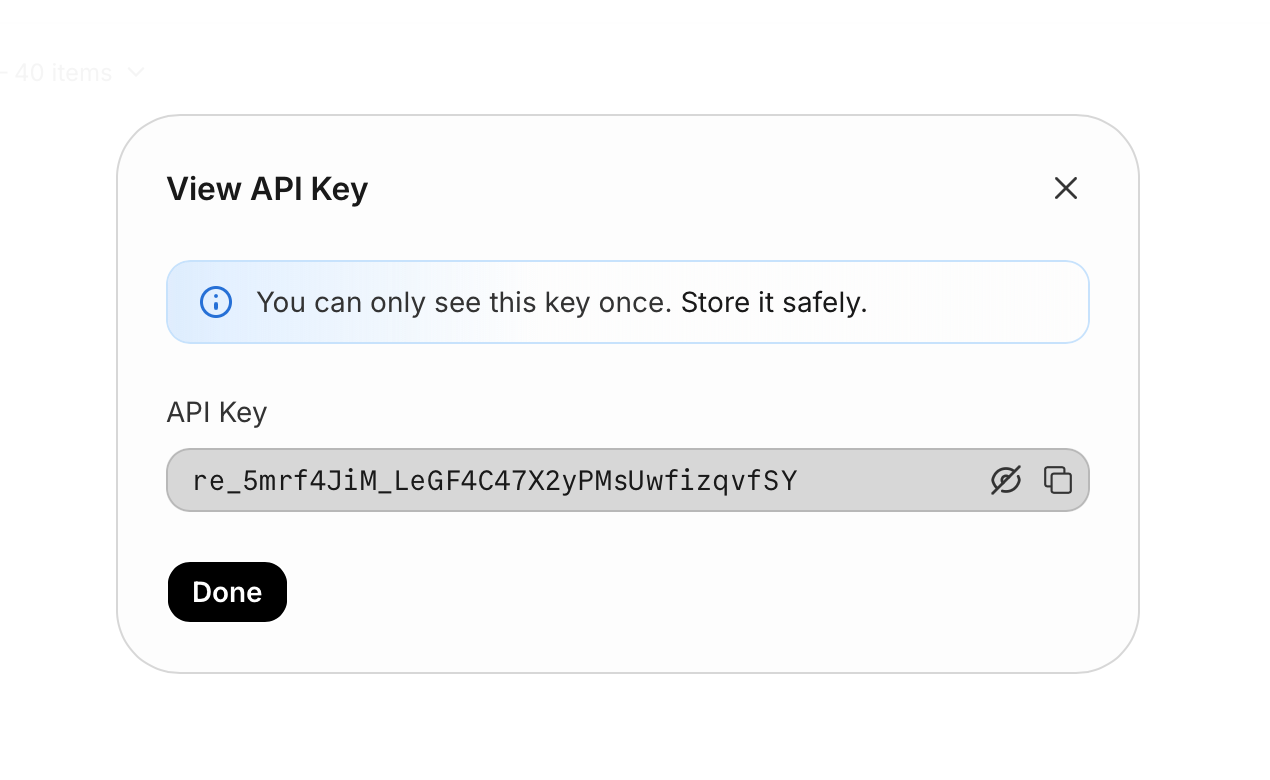 - 40 items
View API Key
You can only see this key once. Store it safely.
API Key
re_5mrf4JiM_LeGF4C47X2yPMsUwfizqvfSY
Done